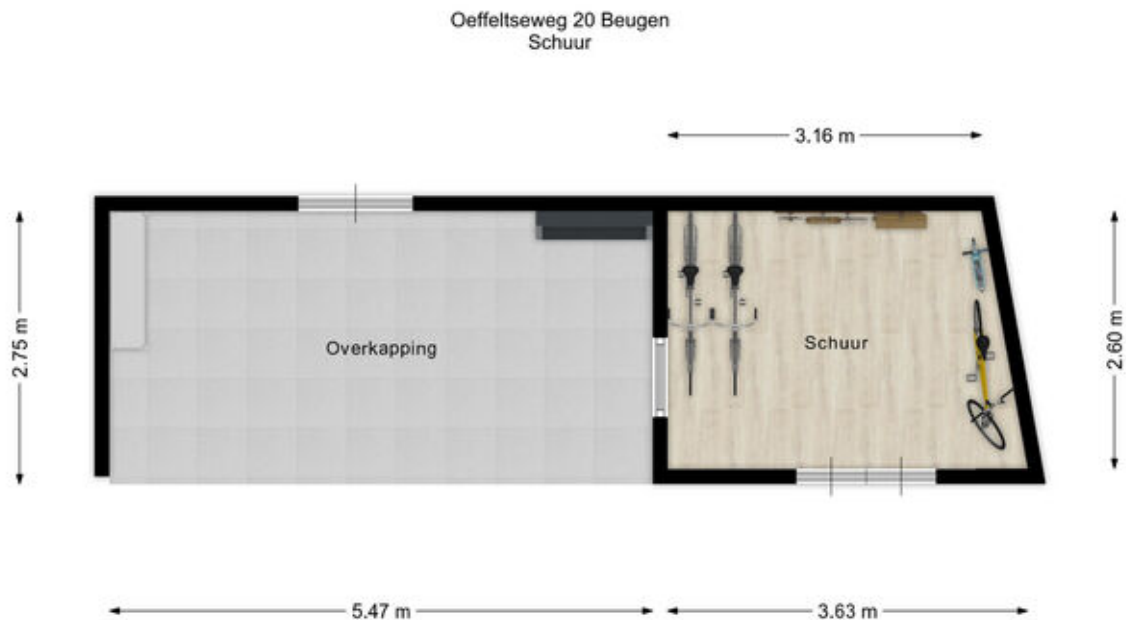 Oeffeltseweg 20 Beugen
Schuur
3.16 m
2.75 m
Overkapping
Schuur
2.60 m
5.47 m
3.63 m